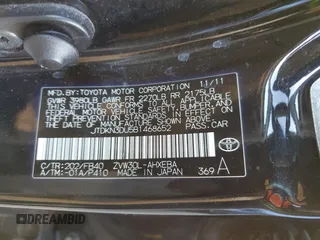 MFD.BY:TOYOTA MOTOR CORPORATION 11/11
GVWR 3980LB GAWR FR 2270LB RR 2175LB
THIS VEHICLE CONFORMS TO ALL APPLICABLE
FEDERAL MOTOR VEHICLE SAFETY, BUMPER, AND
THEFT PREVENTION STANDARDS IN EFFECT ON
THE DATE OF MANUFACTURE SHOWN ABOVE.
JTDKN3DU5B1468652 PASS. CAR
TOYOTA
C/TR:202/FB40 ZVW30L-AHXEBA
A/TM:-01A/P410 MADE IN JAPAN 369 A
DREAMBID